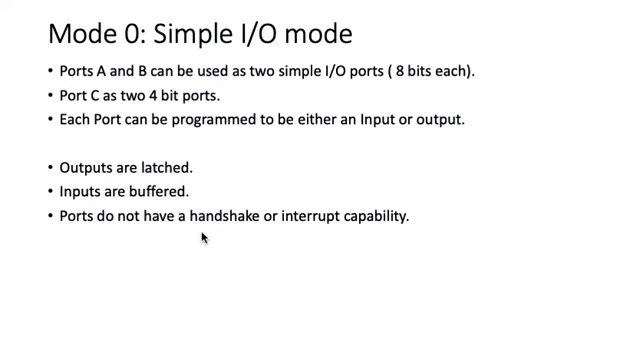 Mode 0: Simple I/O mode
• Ports A and B can be used as two simple I/O ports ( 8 bits each).
• Port C as two 4 bit ports.
• Each Port can be programmed to be either an Input or output.
• Outputs are latched.
• Inputs are buffered.
• Ports do not have a handshake or interrupt capability.